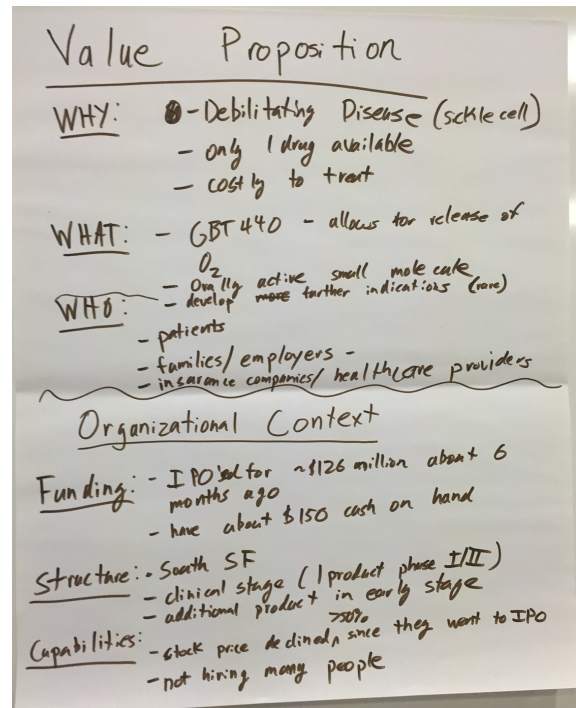 Value Proposition
WHY: - Debilitating Disease (sckle cell)
- only 1 drug available
- costly to treat
WHAT: - GBT 440 - allows for release of
O₂
- Orally active small molecule
WHO: - develop more further indications (rare)
- patients
- families/employers -
- insurance companies/healthcare providers
Organizational Context
Funding: - IPO'ed for ~$126 million about 6
months ago
- have about $150 cash on hand
Structure: - South SF
- clinical stage (1 product phase I/II)
- additional product in early stage
>50%
Capabilities: - stock price declined, since they went to IPO
- not hiring many people